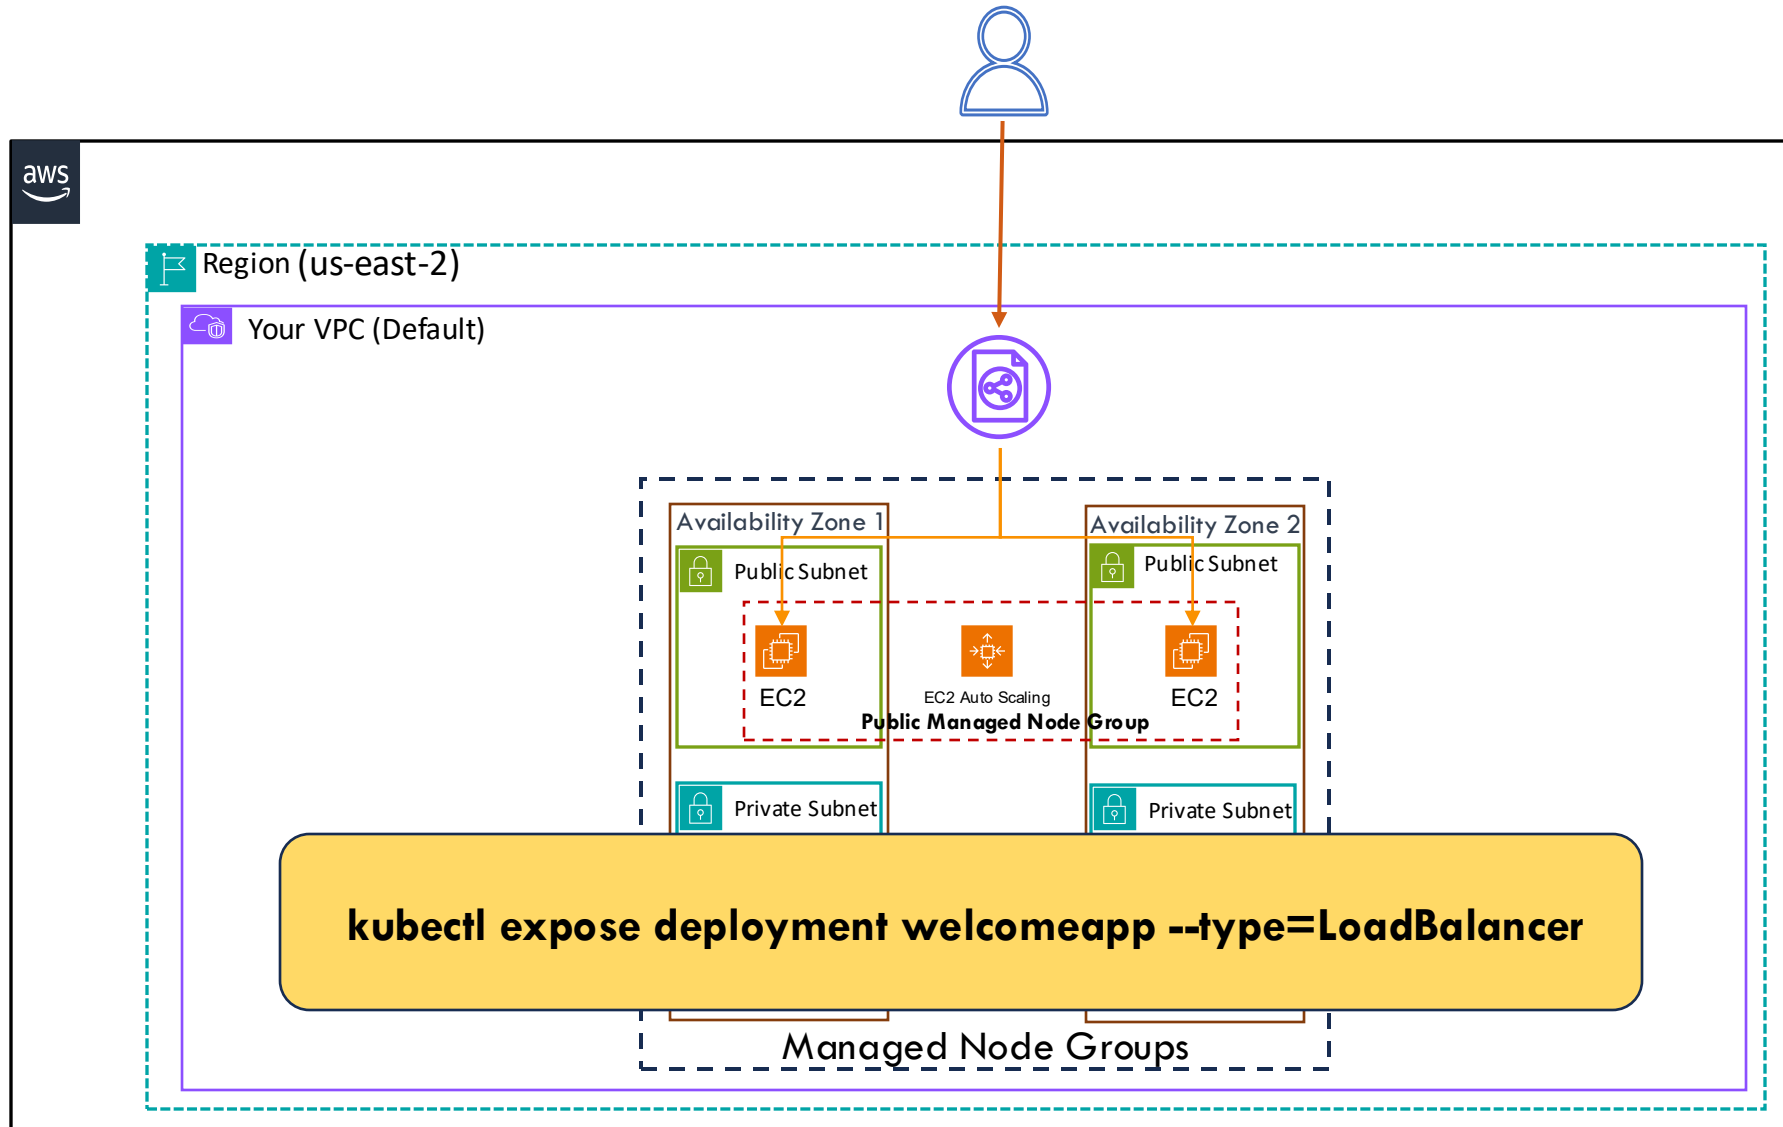 aws
Region (us-east-2)
Your VPC (Default)
Availability Zone 1
Availability Zone 2
Public Subnet
Public Subnet
EC2
EC2 Auto Scaling
EC2
Public Managed Node Group
Private Subnet
Private Subnet
kubectl expose deployment welcomeapp --type=LoadBalancer
Managed Node Groups